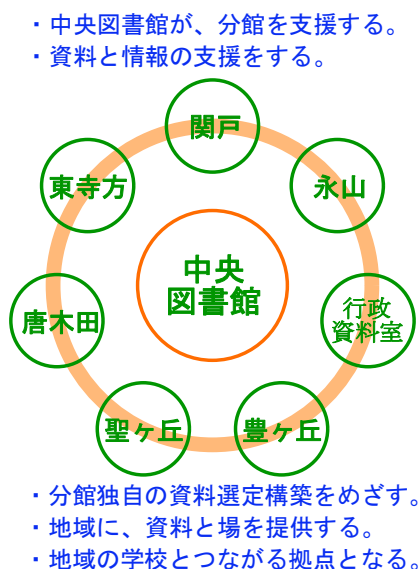 ・中央図書館が、分館を支援する。
・資料と情報の支援をする。
関戸
東寺方
永山
中央
図書館
唐木田
行政
資料室
聖ヶ丘
豊ヶ丘
・分館独自の資料選定構築をめざす。
・地域に、資料と場を提供する。
・地域の学校とつながる拠点となる。